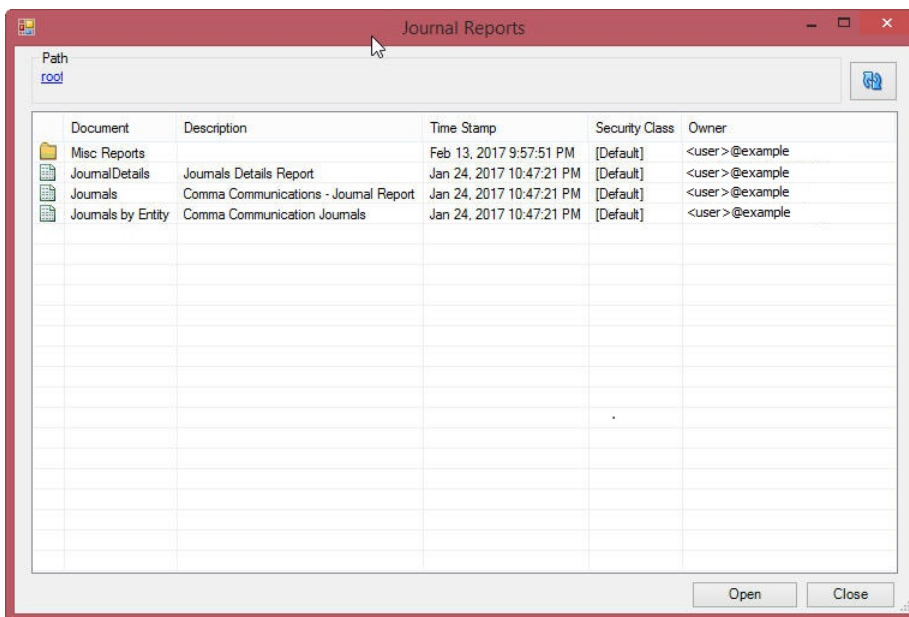 Journal Reports
Path
root
Document Description Time Stamp Security Class Owner
Misc Reports Feb 13, 2017 9:57:51 PM [Default] <user>@example
JournalDetails Journals Details Report Jan 24, 2017 10:47:21 PM [Default] <user>@example
Journals Comma Communications - Journal Report Jan 24, 2017 10:47:21 PM [Default] <user>@example
Journals by Entity Comma Communication Journals Jan 24, 2017 10:47:21 PM [Default] <user>@example
Open Close